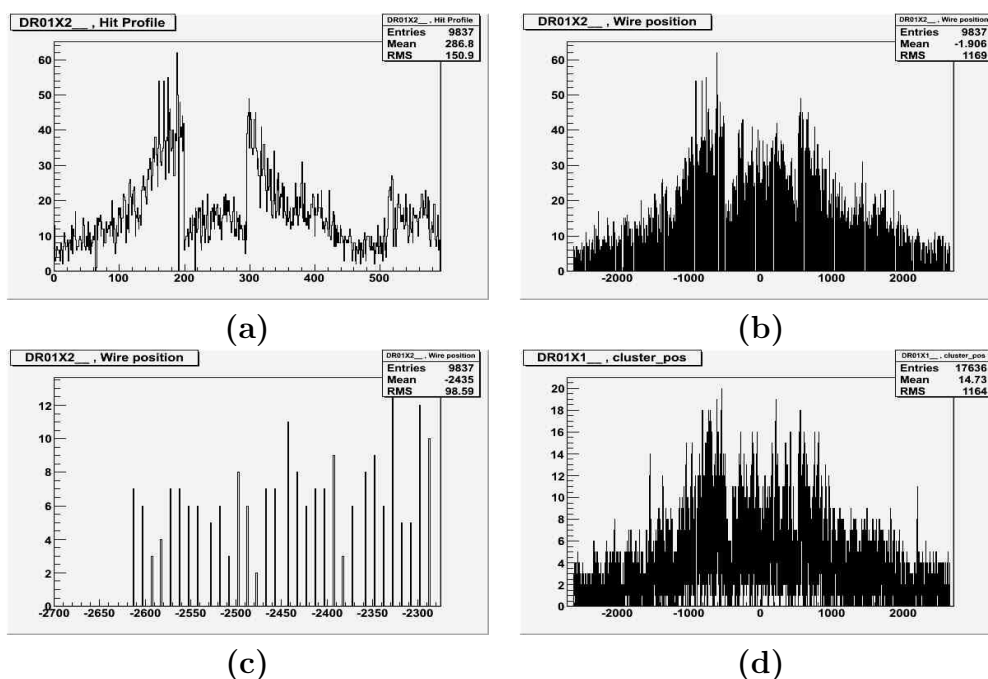 DR01X2__ , Hit Profile
DR01X2__ , Hit Profile
Entries 9837
Mean 286.8
RMS 150.9
60
50
40
30
20
10
0
0 100 200 300 400 500
(a)
DR01X2__ , Wire position
DR01X2__ , Wire position
Entries 9837
Mean -1.906
RMS 1169
60
50
40
30
20
10
0
-2000 -1000 0 1000 2000
(b)
DR01X2__ , Wire position
DR01X2__ , Wire position
Entries 9837
Mean -2435
RMS 98.59
12
10
8
6
4
2
0
-2700 -2650 -2600 -2550 -2500 -2450 -2400 -2350 -2300
(c)
DR01X1__ , cluster_pos
DR01X1__ , cluster_pos
Entries 17636
Mean 14.73
RMS 1164
20
18
16
14
12
10
8
6
4
2
0
-2000 -1000 0 1000 2000
(d)